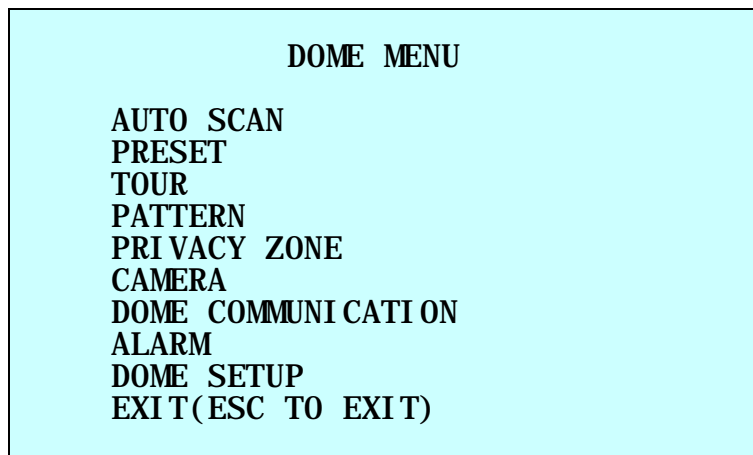 DOME MENU
AUTO SCAN
PRESET
TOUR
PATTERN
PRIVACY ZONE
CAMERA
DOME COMMUNICATION
ALARM
DOME SETUP
EXIT(ESC TO EXIT)